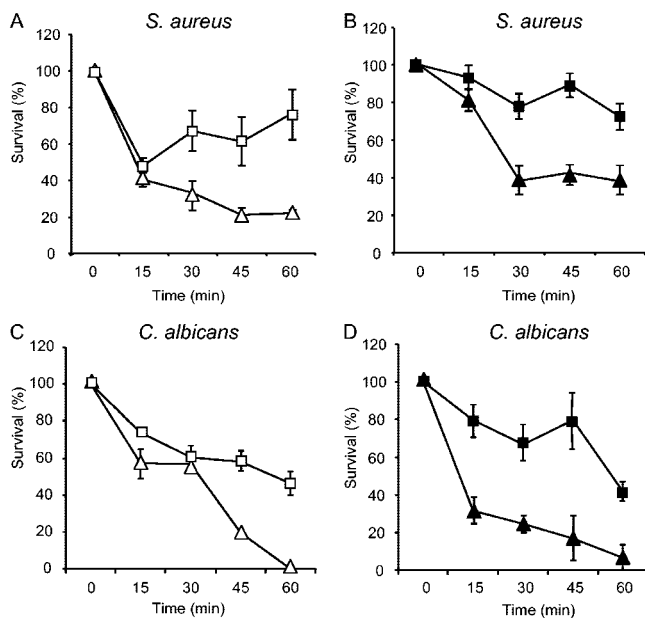 A
S. aureus
120
100
80
60
40
20
0
Survival (%)
0 15 30 45 60
Time (min)
B
S. aureus
120
100
80
60
40
20
0
Survival (%)
0 15 30 45 60
Time (min)
C
C. albicans
120
100
80
60
40
20
0
Survival (%)
0 15 30 45 60
Time (min)
D
C. albicans
120
100
80
60
40
20
0
Survival (%)
0 15 30 45 60
Time (min)